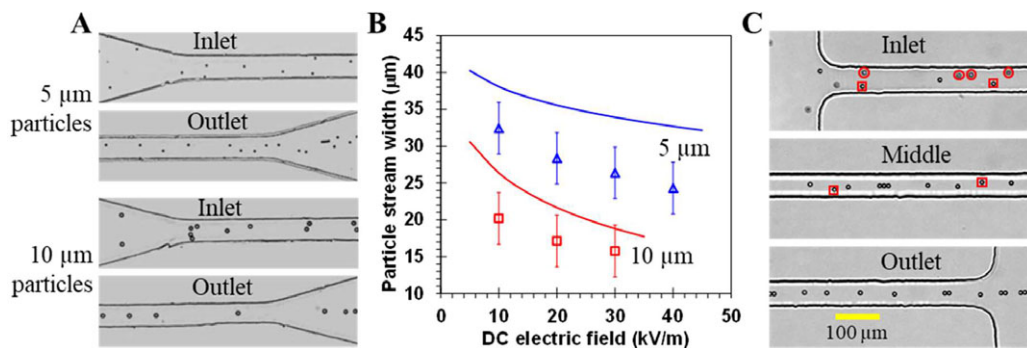 A
Inlet
5 µm
particles
Outlet
Inlet
10 µm
particles
Outlet
B
Particle stream width (µm)
45
40
35
30
25
20
15
10
5 µm
10 µm
0 10 20 30 40 50
DC electric field (kV/m)
C
Inlet
Middle
Outlet
100 µm